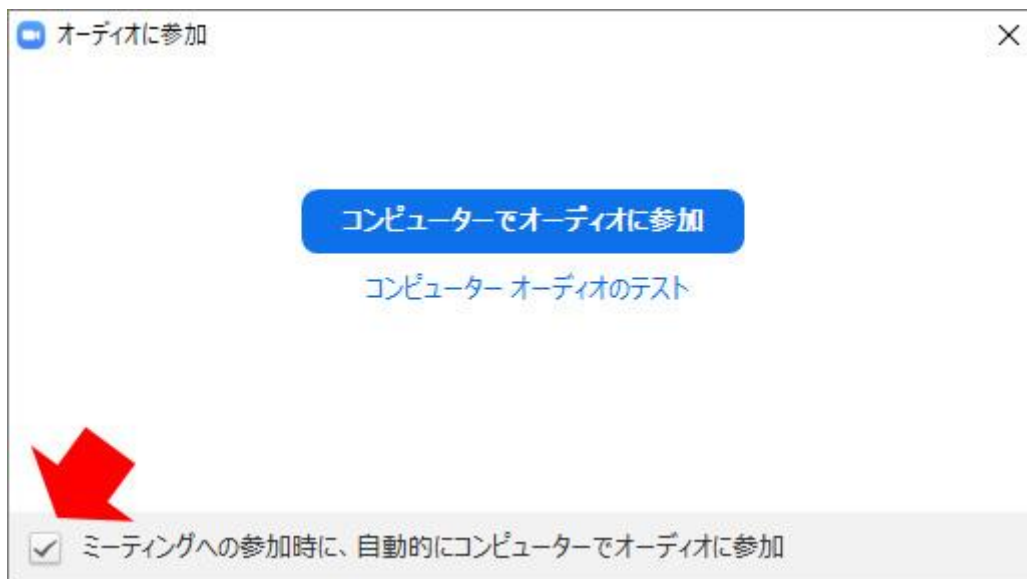 オーディオに参加
コンピューターでオーディオに参加
コンピューター オーディオのテスト
ミーティングへの参加時に、自動的にコンピューターでオーディオに参加